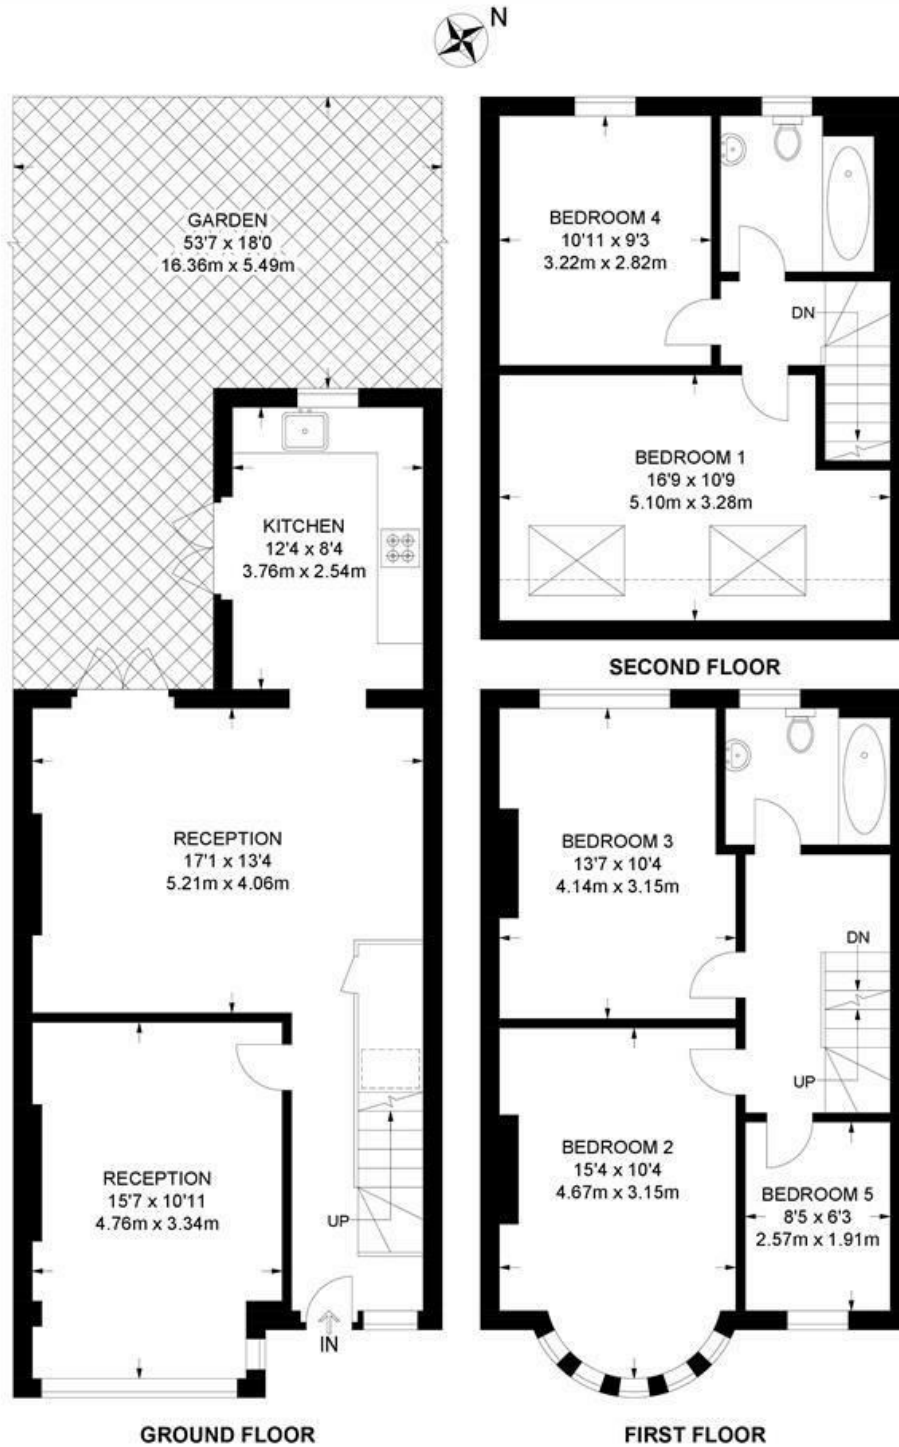 N
GARDEN
53'7 x 18'0
16.36m x 5.49m
KITCHEN
12'4 x 8'4
3.76m x 2.54m
RECEPTION
17'1 x 13'4
5.21m x 4.06m
RECEPTION
15'7 x 10'11
4.76m x 3.34m
UP
IN
GROUND FLOOR
BEDROOM 4
10'11 x 9'3
3.22m x 2.82m
DN
BEDROOM 1
16'9 x 10'9
5.10m x 3.28m
SECOND FLOOR
BEDROOM 3
13'7 x 10'4
4.14m x 3.15m
DN
UP
BEDROOM 2
15'4 x 10'4
4.67m x 3.15m
BEDROOM 5
8'5 x 6'3
2.57m x 1.91m
FIRST FLOOR